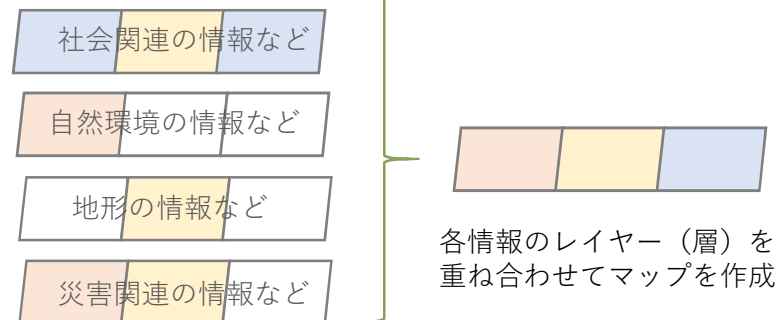 社会関連の情報など
自然環境の情報など
地形の情報など
災害関連の情報など
各情報のレイヤー（層）を
重ね合わせてマップを作成